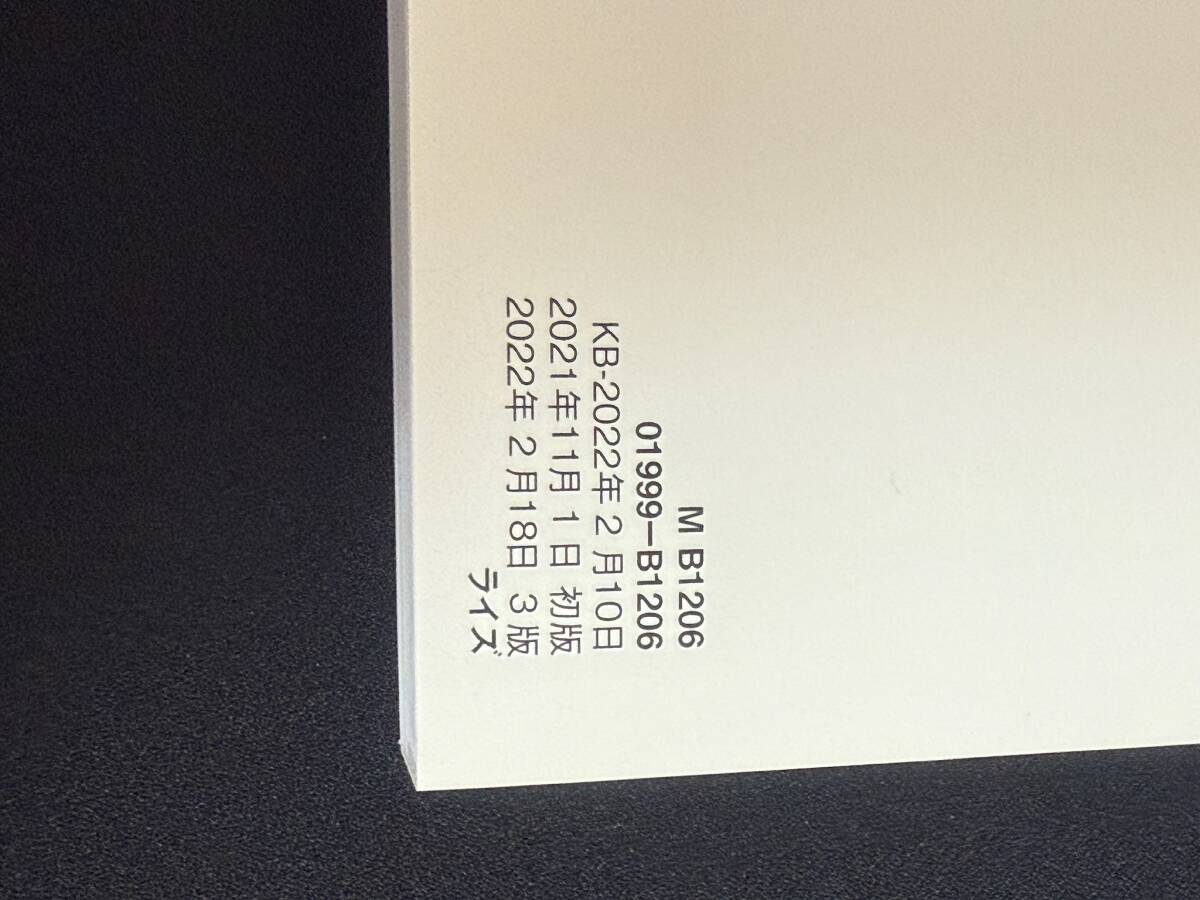 M B1206
01999－B1206
KB-2022年 2 月10日
2021年11月 1 日 初版
2022年 2 月18日 3 版
ライズ